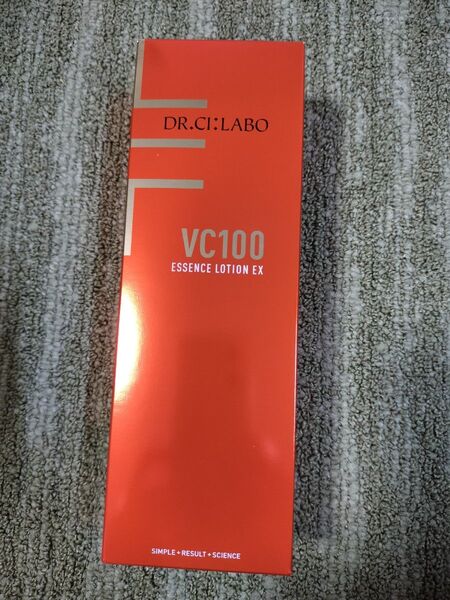 DR.CI:LABO
VC100
ESSENCE LOTION EX
SIMPLE + RESULT + SCIENCE